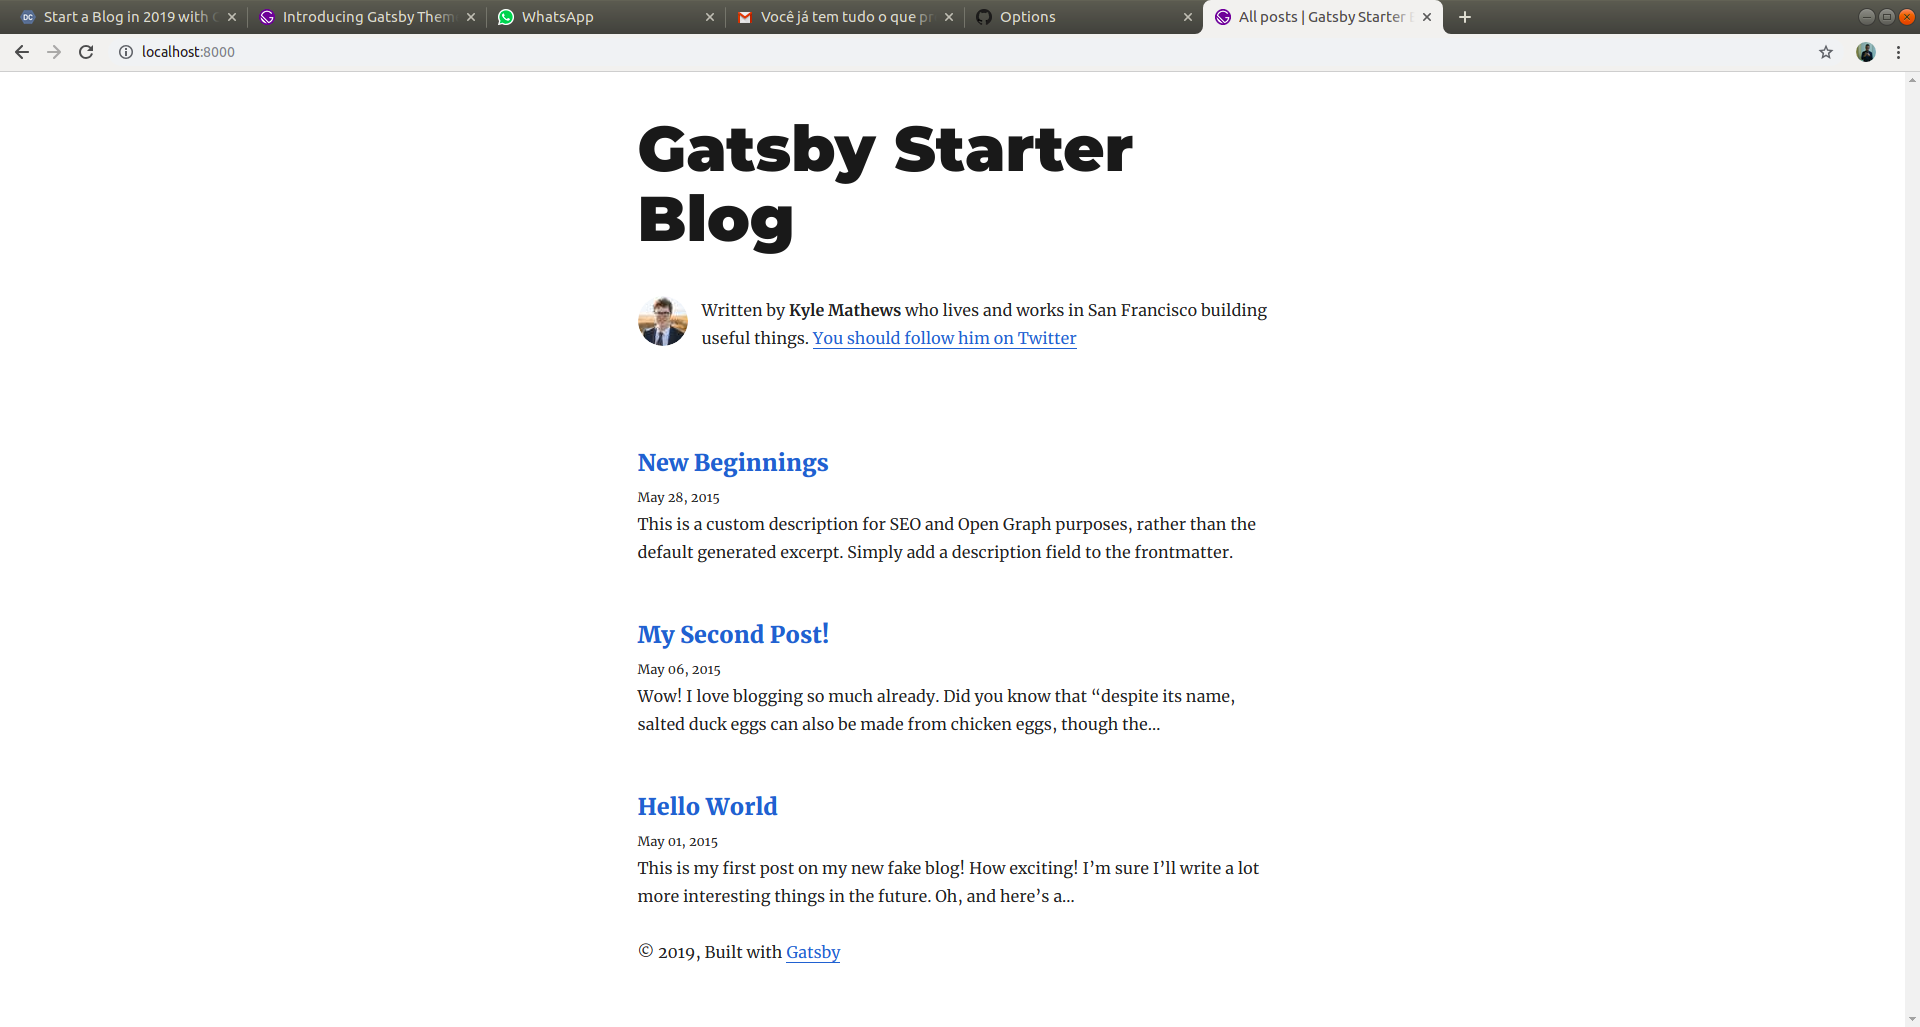 Start a Blog in 2019 with
Introducing Gatsby Them
WhatsApp
Você já tem tudo o que pr
Options
All posts | Gatsby Starter
localhost:8000
Gatsby Starter
Blog
Written by Kyle Mathews who lives and works in San Francisco building
useful things. You should follow him on Twitter
New Beginnings
May 28, 2015
This is a custom description for SEO and Open Graph purposes, rather than the
default generated excerpt. Simply add a description field to the frontmatter.
My Second Post!
May 06, 2015
Wow! I love blogging so much already. Did you know that “despite its name,
salted duck eggs can also be made from chicken eggs, though the…
Hello World
May 01, 2015
This is my first post on my new fake blog! How exciting! I’m sure I’ll write a lot
more interesting things in the future. Oh, and here’s a…
© 2019, Built with Gatsby